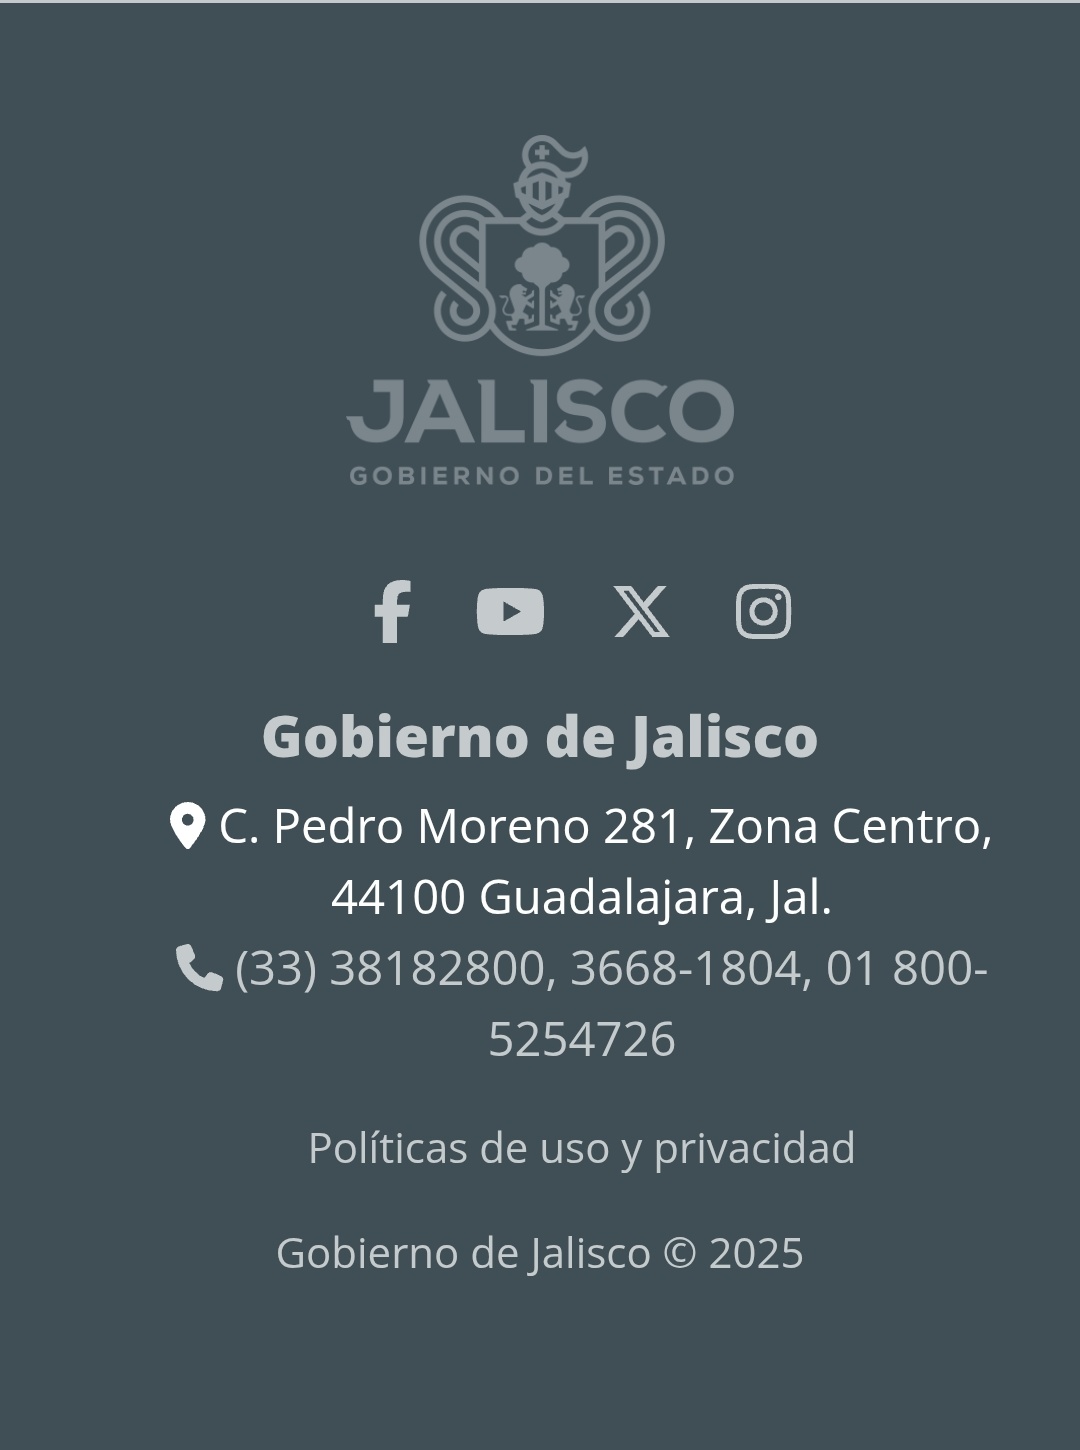 JALISCO
GOBIERNO DEL ESTADO
Gobierno de Jalisco
C. Pedro Moreno 281, Zona Centro,
44100 Guadalajara, Jal.
(33) 38182800, 3668-1804, 01 800-
5254726
Políticas de uso y privacidad
Gobierno de Jalisco © 2025